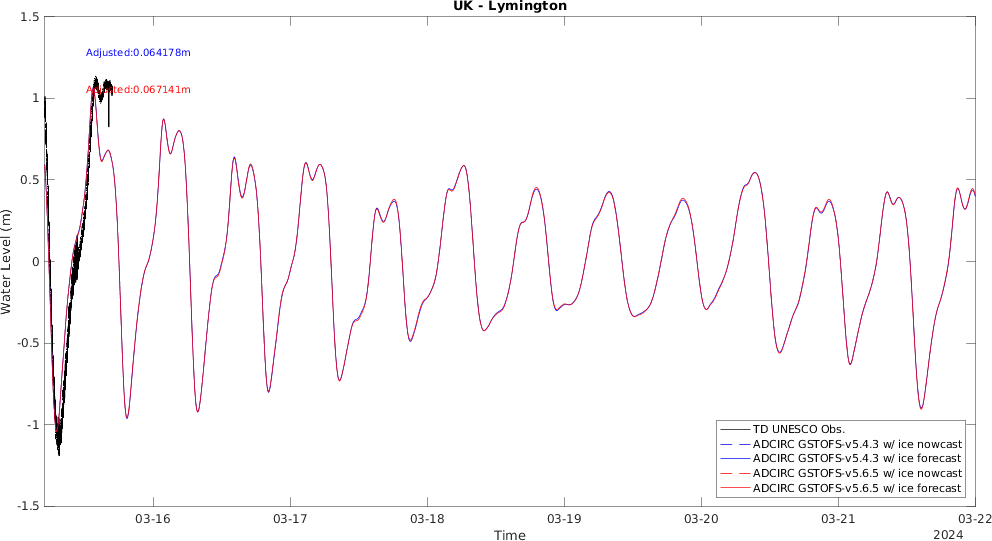 UK - Lymington
1.5
1
0.5
0
-0.5
-1
-1.5
Water Level (m)
Adjusted:0.064178m
Adjusted:0.067141m
TD UNESCO Obs.
ADCIRC GSTOFS-v5.4.3 w/ ice nowcast
ADCIRC GSTOFS-v5.4.3 w/ ice forecast
ADCIRC GSTOFS-v5.6.5 w/ ice nowcast
ADCIRC GSTOFS-v5.6.5 w/ ice forecast
03-16 03-17 03-18 03-19 03-20 03-21 03-22
Time
2024